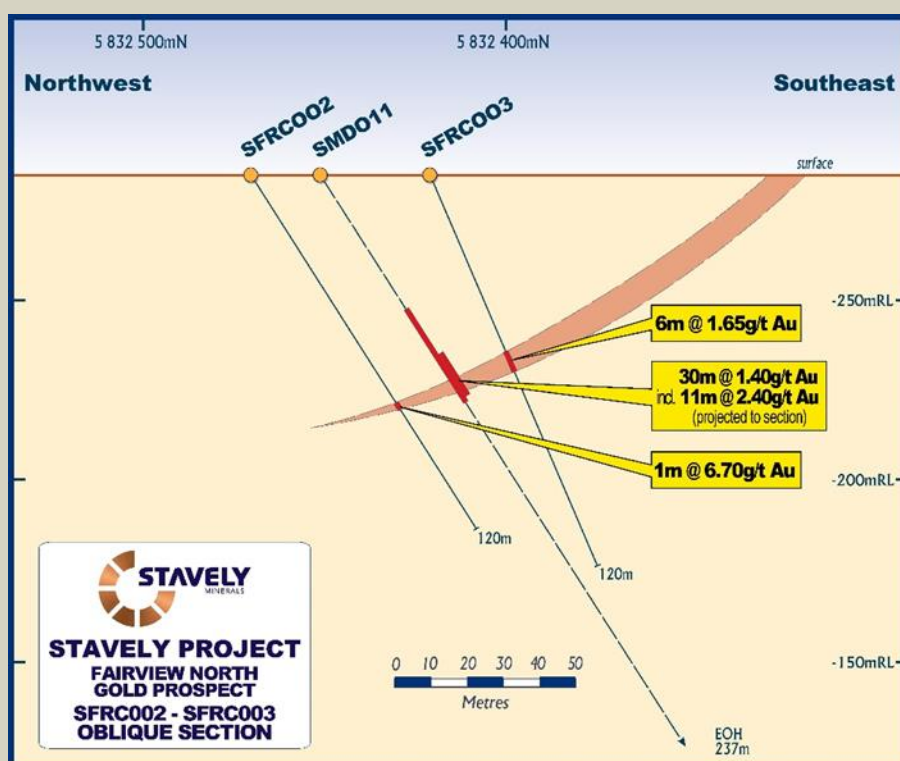 5 832 500mN
5 832 400mN
Northwest
Southeast
SFRC002
SMD011
SFRC003
surface
-250mRL
6m @ 1.65g/t Au
30m @ 1.40g/t Au
incl. 11m @ 2.40g/t Au
(projected to section)
1m @ 6.70g/t Au
-200mRL
120m
120m
STAVELY
MINERALS
STAVELY PROJECT
FAIRVIEW NORTH
GOLD PROSPECT
SFRC002 - SFRC003
OBLIQUE SECTION
0 10 20 30 40 50
Metres
-150mRL
EOH
237m